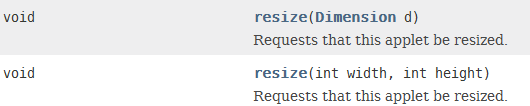 void resize(Dimension d)
Requests that this applet be resized.
void resize(int width, int height)
Requests that this applet be resized.